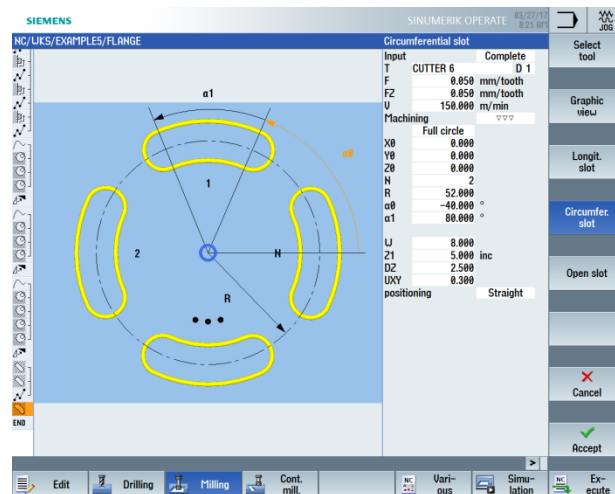 SIEMENS
SINUMERIK OPERATE 03/27/17
8:21 AM
JOG
NC/WKS/EXAMPLE5/FLANGE
Circumferential slot
Input Complete
T CUTTER 6 D 1
F 0.050 mm/tooth
FZ 0.050 mm/tooth
V 150.000 m/min
Machining ▽▽▽
Full circle
X0 0.000
Y0 0.000
Z0 0.000
N 2
R 52.000
α0 -40.000 °
α1 80.000 °
W 8.000
Z1 5.000 inc
DZ 2.500
UXY 0.300
positioning Straight
α1
α0
1
2
N
R
END
Select
tool
Graphic
view
Longit.
slot
Circumfer.
slot
Open slot
Cancel
Accept
>
Edit
Drilling
Milling
Cont.
mill.
NC
Vari-
ous
Simu-
lation
NC
Ex-
ecute